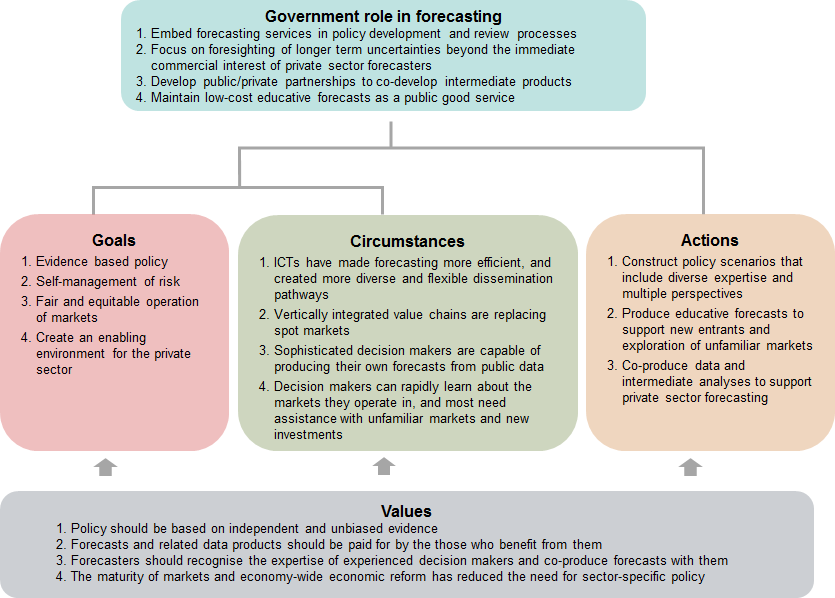 Government role in forecasting
1. Embed forecasting services in policy development and review processes
2. Focus on foresighting of longer term uncertainties beyond the immediate
commercial interest of private sector forecasters
3. Develop public/private partnerships to co-develop intermediate products
4. Maintain low-cost educative forecasts as a public good service
Goals
1. Evidence based policy
2. Self-management of risk
3. Fair and equitable operation
of markets
4. Create an enabling
environment for the private
sector
Circumstances
1. ICTs have made forecasting more efficient, and
created more diverse and flexible dissemination
pathways
2. Vertically integrated value chains are replacing
spot markets
3. Sophisticated decision makers are capable of
producing their own forecasts from public data
4. Decision makers can rapidly learn about the
markets they operate in, and most need
assistance with unfamiliar markets and new
investments
Actions
1. Construct policy scenarios that
include diverse expertise and
multiple perspectives
2. Produce educative forecasts to
support new entrants and
exploration of unfamiliar markets
3. Co-produce data and
intermediate analyses to support
private sector forecasting
Values
1. Policy should be based on independent and unbiased evidence
2. Forecasts and related data products should be paid for by the those who benefit from them
3. Forecasters should recognise the expertise of experienced decision makers and co-produce forecasts with them
4. The maturity of markets and economy-wide economic reform has reduced the need for sector-specific policy